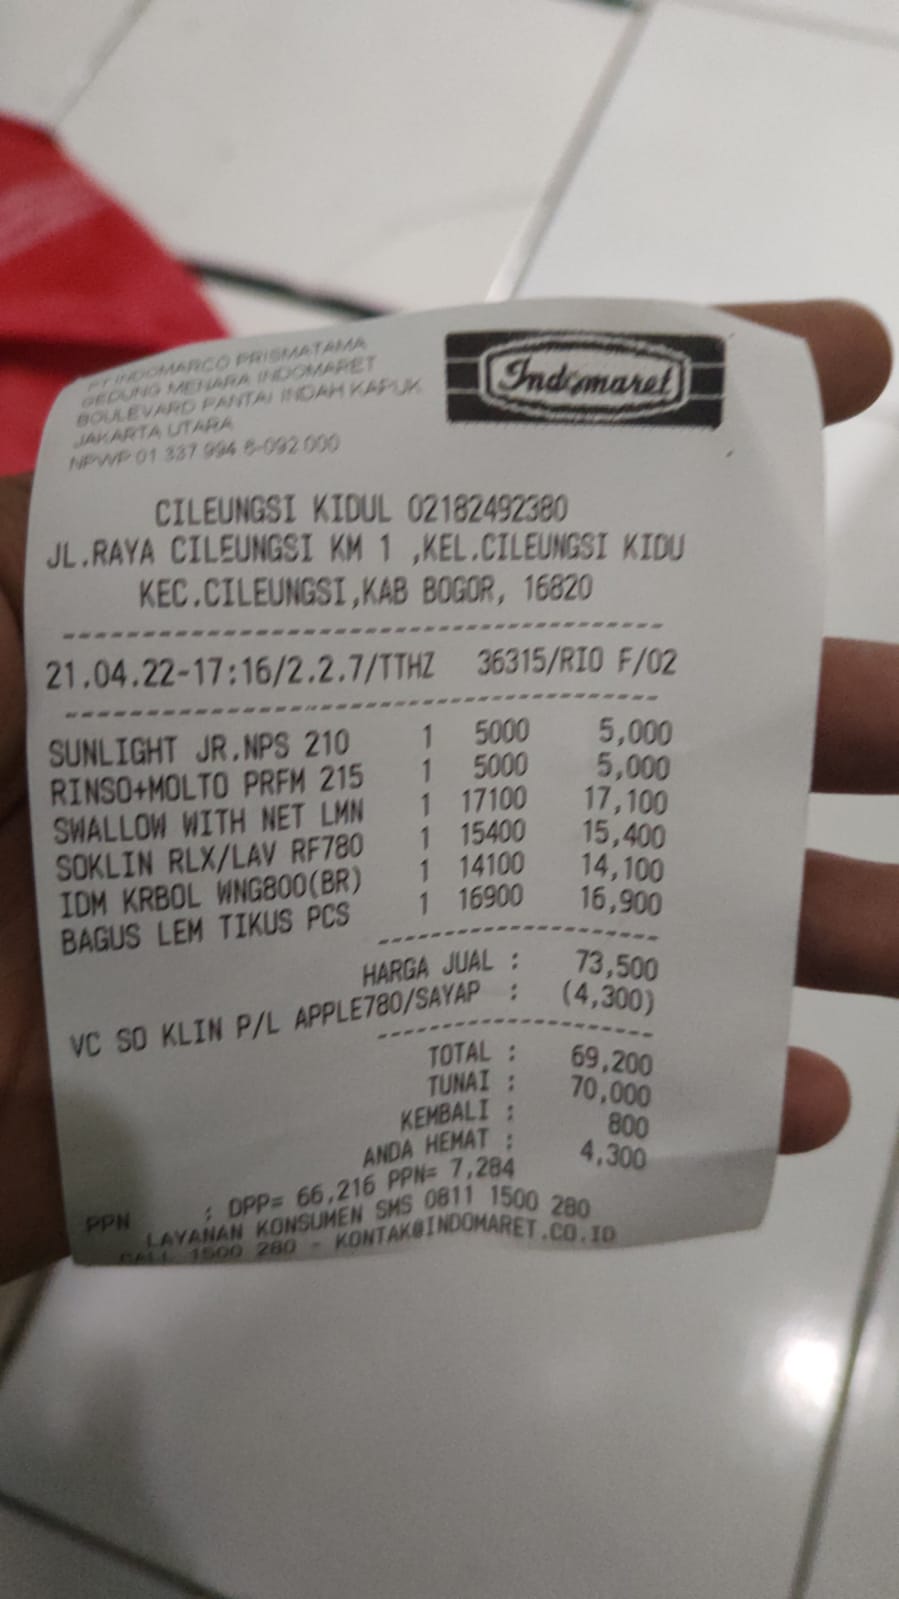 PT INDOMARCO PRISMATAMA
GEDUNG MENARA INDOMARET
BOULEVARD PANTAI INDAH KAPUK
JAKARTA UTARA
NPWP 01 337 994 6-092 000
Indomaret
CILEUNGSI KIDUL 02182492380
JL.RAYA CILEUNGSI KM 1 ,KEL.CILEUNGSI KIDU
KEC.CILEUNGSI,KAB BOGOR, 16820
21.04.22-17:16/2.2.7/TTHZ 36315/RIO F/02
SUNLIGHT JR.NPS 210 1 5000 5,000
RINSO+MOLTO PRFM 215 1 5000 5,000
SWALLOW WITH NET LMN 1 17100 17,100
SOKLIN RLX/LAV RF780 1 15400 15,400
IDM KRBOL WNG800(BR) 1 14100 14,100
BAGUS LEM TIKUS PCS 1 16900 16,900
HARGA JUAL : 73,500
VC SO KLIN P/L APPLE780/SAYAP : (4,300)
TOTAL : 69,200
TUNAI : 70,000
KEMBALI : 800
ANDA HEMAT : 4,300
PPN : DPP= 66,216 PPN= 7,284
LAYANAN KONSUMEN SMS 0811 1500 280
CALL 1500 280 - KONTAK@INDOMARET.CO.ID